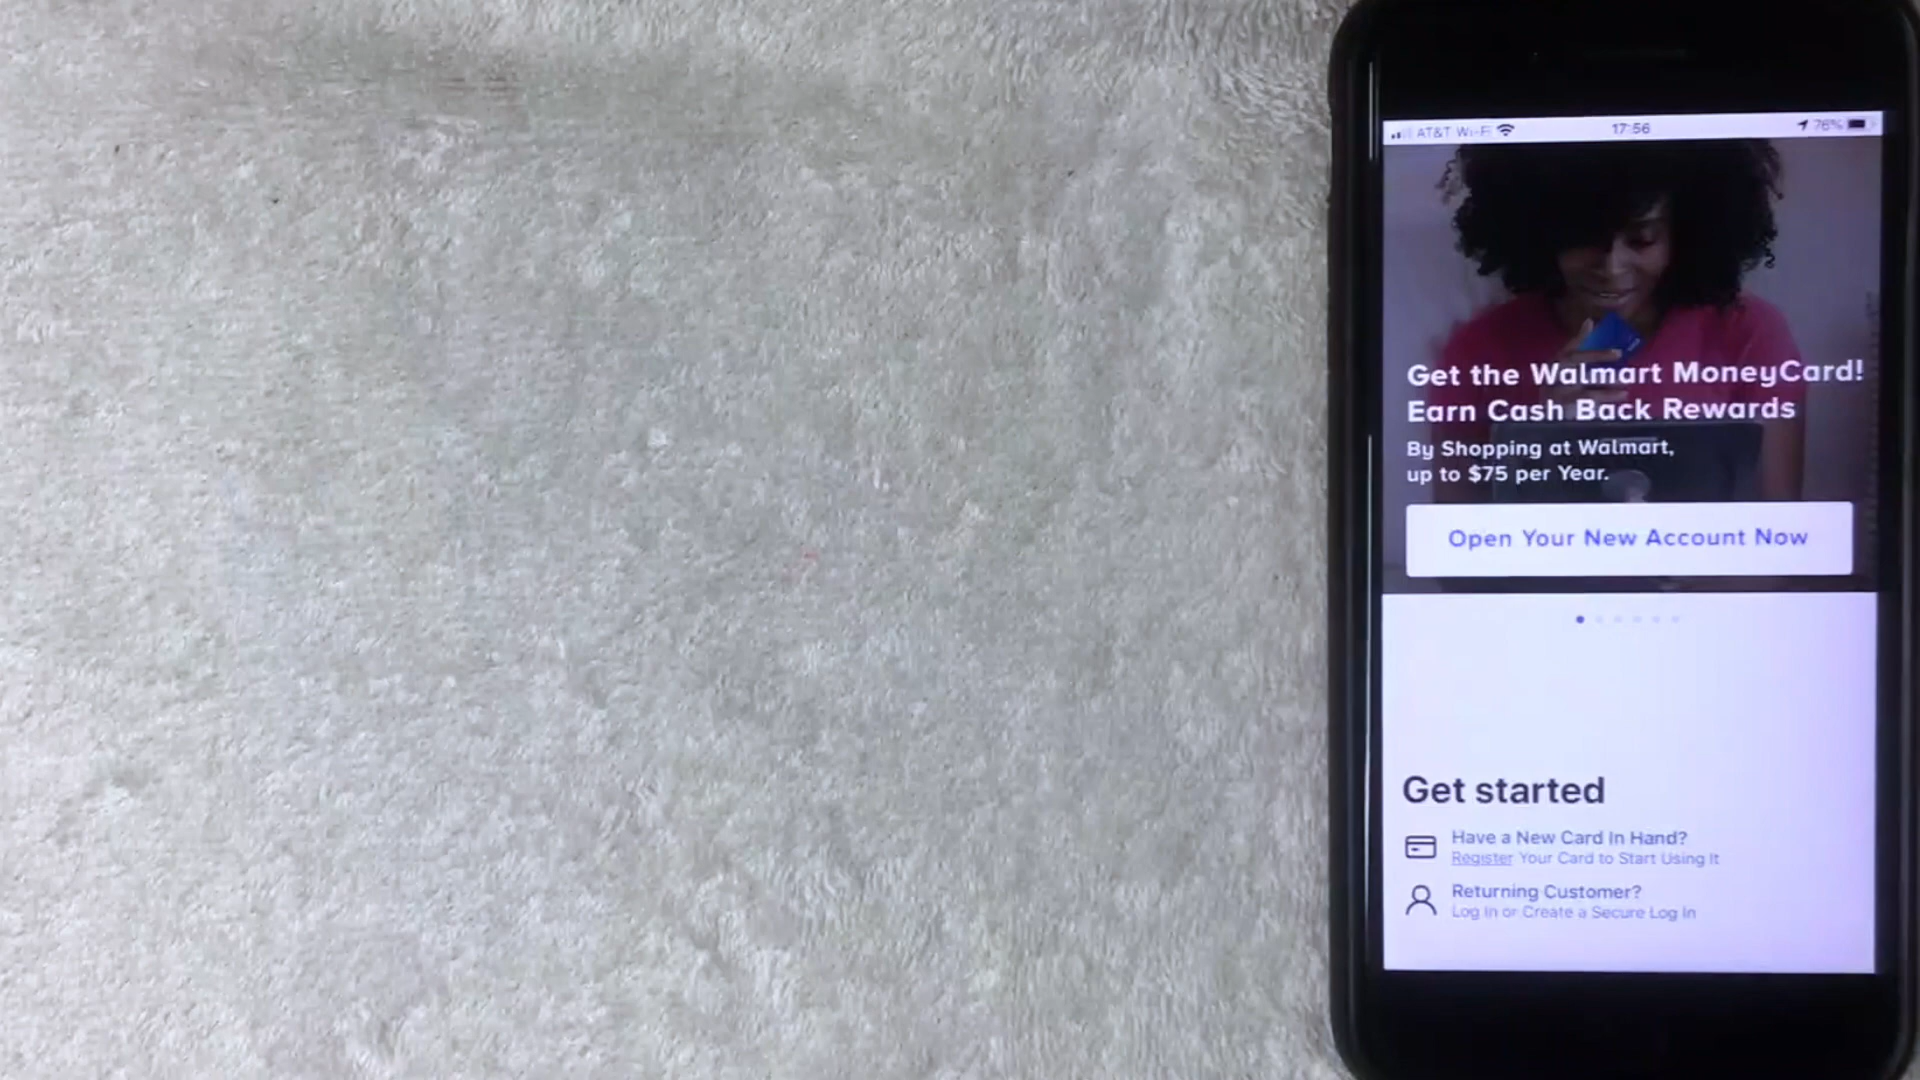 AT&T Wi-Fi 17:56 76%
Get the Walmart MoneyCard!
Earn Cash Back Rewards
By Shopping at Walmart,
up to $75 per Year.
Open Your New Account Now
Get started
Have a New Card In Hand?
Register Your Card to Start Using It
Returning Customer?
Log In or Create a Secure Log In